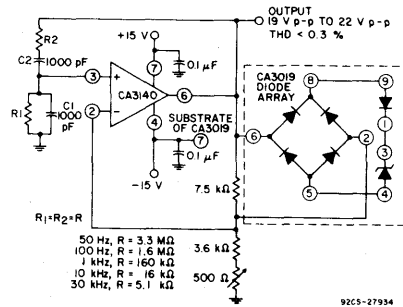 OUTPUT
19 V p-p TO 22 V p-p
THD < 0.3 %
+15 V
R2
C2
1000 pF
7
0.1 μF
3
+
CA3140
6
2
-
4
SUBSTRATE
OF CA3019
7
0.1 μF
-15 V
R1
C1
1000
pF
CA3019
DIODE
ARRAY
8
9
1
3
6
2
5
4
7.5 kΩ
R1=R2=R
50 Hz, R = 3.3 MΩ
100 Hz, R = 1.6 MΩ
1 kHz, R = 160 KΩ
10 kHz, R = 16 KΩ
30 kHz, R = 5.1 kΩ
3.6 kΩ
500 Ω
92CS-27934